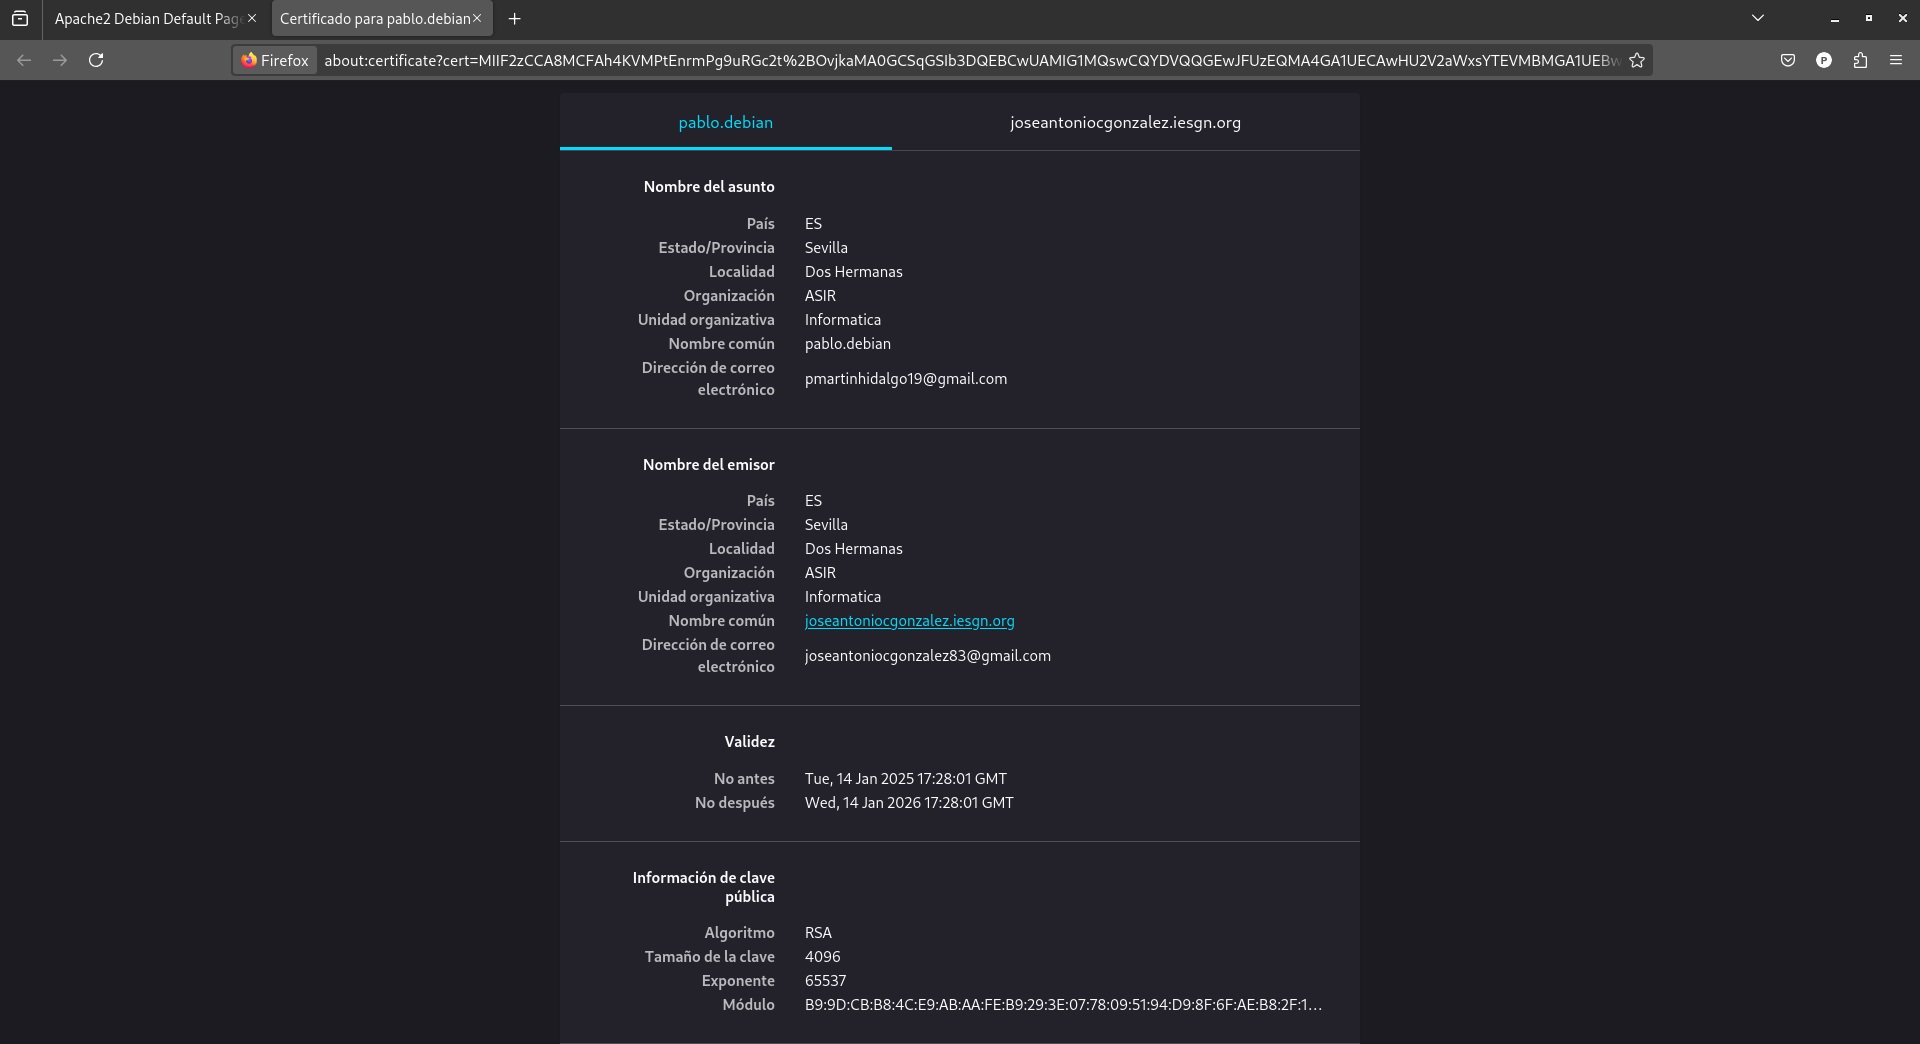 Apache2 Debian Default Page
Certificado para pablo.debian
Firefox
about:certificate?cert=MIIF2zCCA8MCFAh4KVMPtEnrmPg9uRGc2t%2BOvjkaMA0GCSqGSIb3DQEBCwUAMIG1MQswCQYDVQQGEwJFUzEQMA4GA1UECAwHU2V2aWxsYTEVMBMGA1UEBw
P
pablo.debian
joseantoniocgonzalez.iesgn.org
Nombre del asunto
País ES
Estado/Provincia Sevilla
Localidad Dos Hermanas
Organización ASIR
Unidad organizativa Informatica
Nombre común pablo.debian
Dirección de correo
electrónico pmartinhidalgo19@gmail.com
Nombre del emisor
País ES
Estado/Provincia Sevilla
Localidad Dos Hermanas
Organización ASIR
Unidad organizativa Informatica
Nombre común joseantoniocgonzalez.iesgn.org
Dirección de correo
electrónico joseantoniocgonzalez83@gmail.com
Validez
No antes Tue, 14 Jan 2025 17:28:01 GMT
No después Wed, 14 Jan 2026 17:28:01 GMT
Información de clave
pública
Algoritmo RSA
Tamaño de la clave 4096
Exponente 65537
Módulo B9:9D:CB:B8:4C:E9:AB:AA:FE:B9:29:3E:07:78:09:51:94:D9:8F:6F:AE:B8:2F:1…